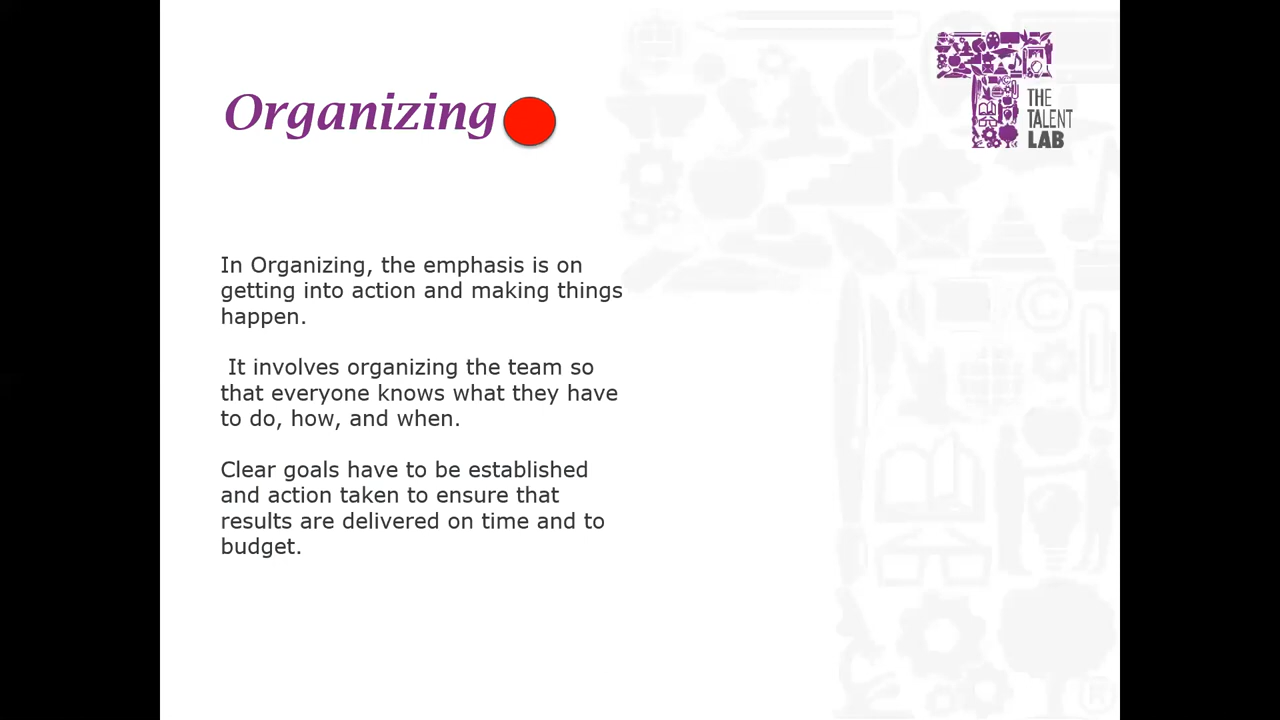 Organizing
THE
TALENT
LAB
In Organizing, the emphasis is on
getting into action and making things
happen.
It involves organizing the team so
that everyone knows what they have
to do, how, and when.
Clear goals have to be established
and action taken to ensure that
results are delivered on time and to
budget.